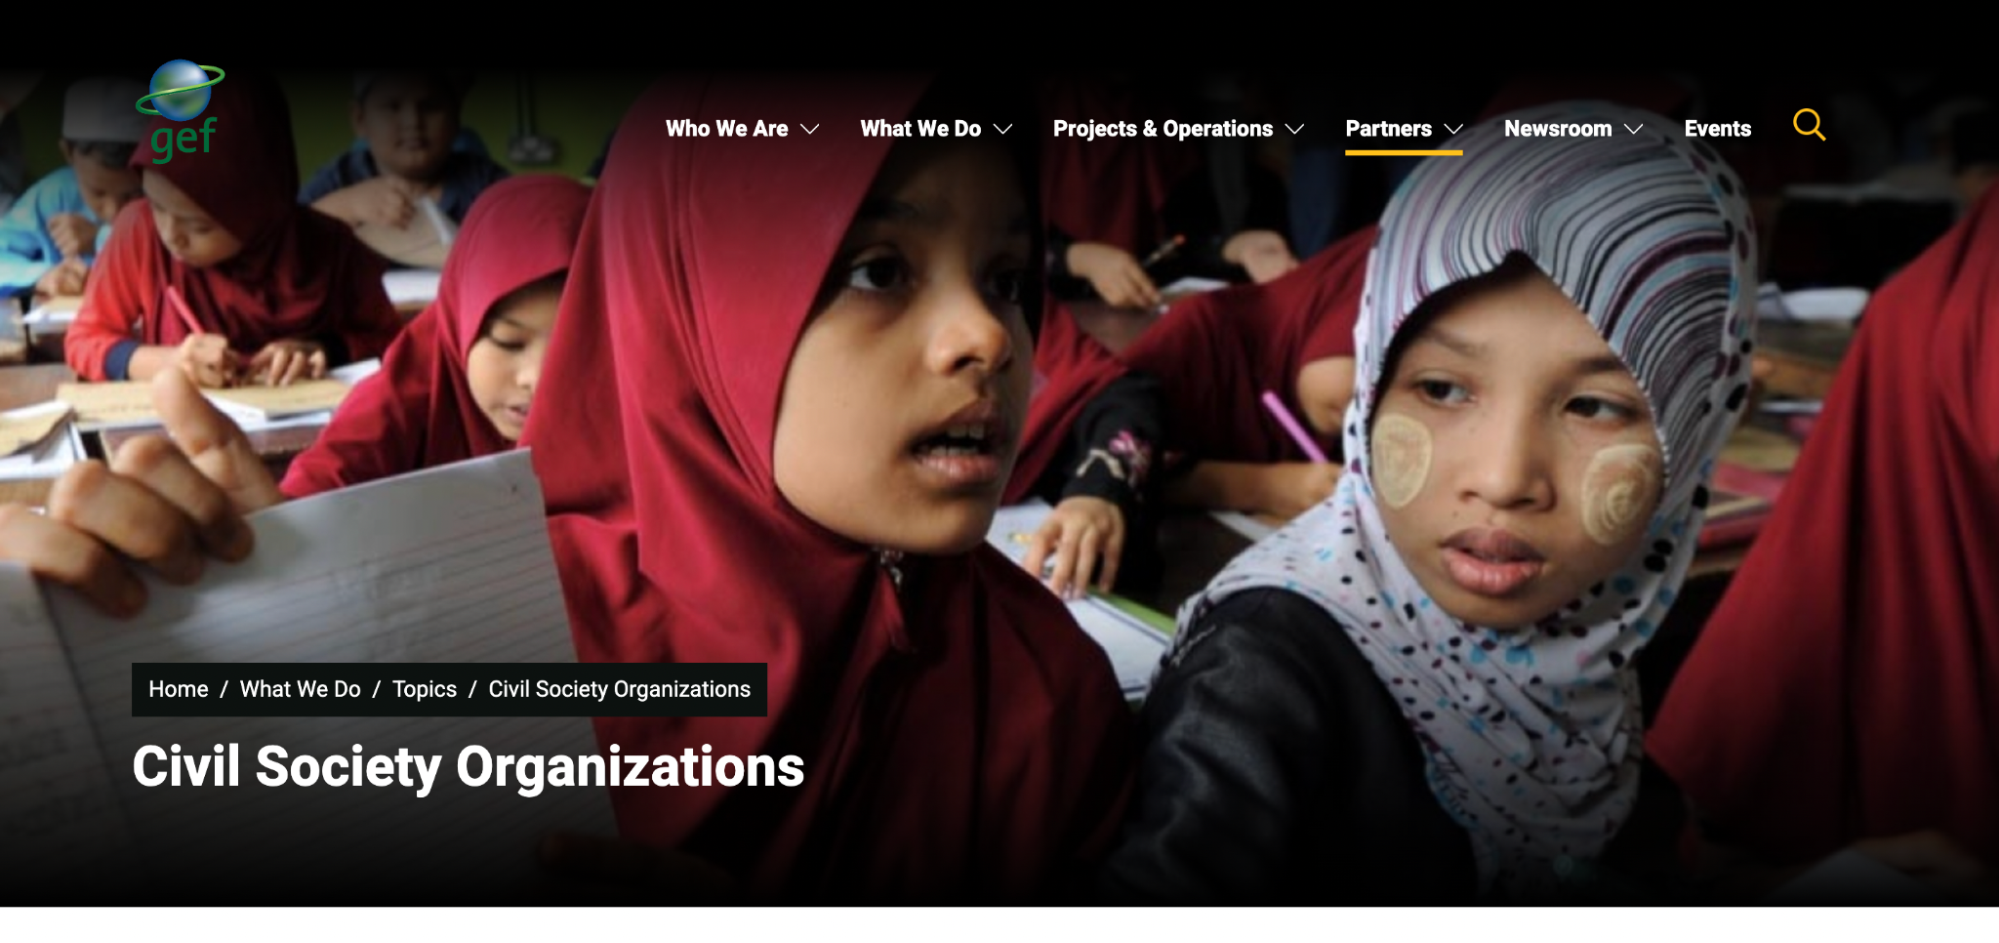 gef
Who We Are What We Do Projects & Operations Partners Newsroom Events
Home / What We Do / Topics / Civil Society Organizations
Civil Society Organizations